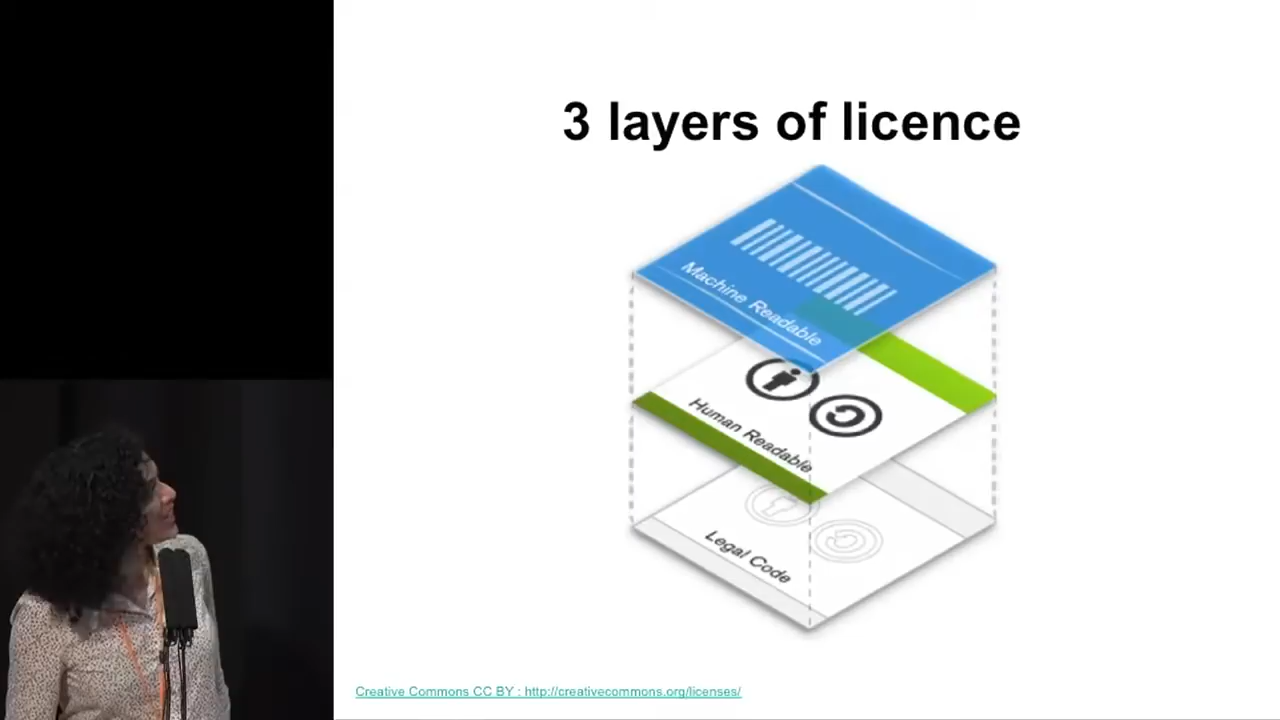 3 layers of licence
Machine Readable
Human Readable
Legal Code
Creative Commons CC BY : http://creativecommons.org/licenses/